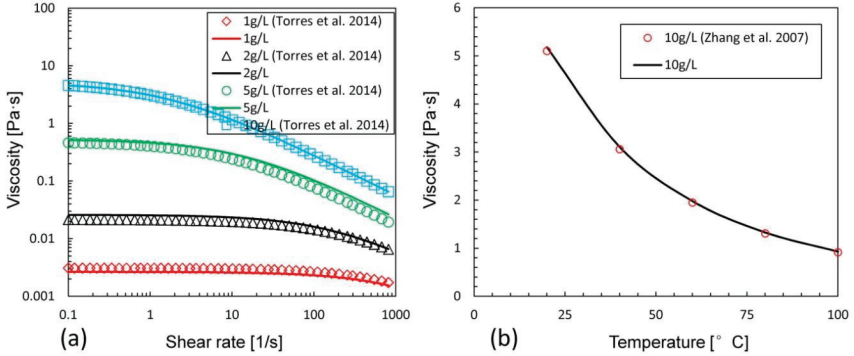 100
10
1
0.1
0.01
0.001
Viscosity [Pa·s]
1g/L (Torres et al. 2014)
1g/L
2g/L (Torres et al. 2014)
2g/L
5g/L (Torres et al. 2014)
5g/L
10g/L (Torres et al. 2014)
0.1
1
10
100
1000
(a)
Shear rate [1/s]
6
5
4
3
2
1
0
Viscosity [Pa·s]
10g/L (Zhang et al. 2007)
10g/L
0
25
50
75
100
(b)
Temperature [° C]